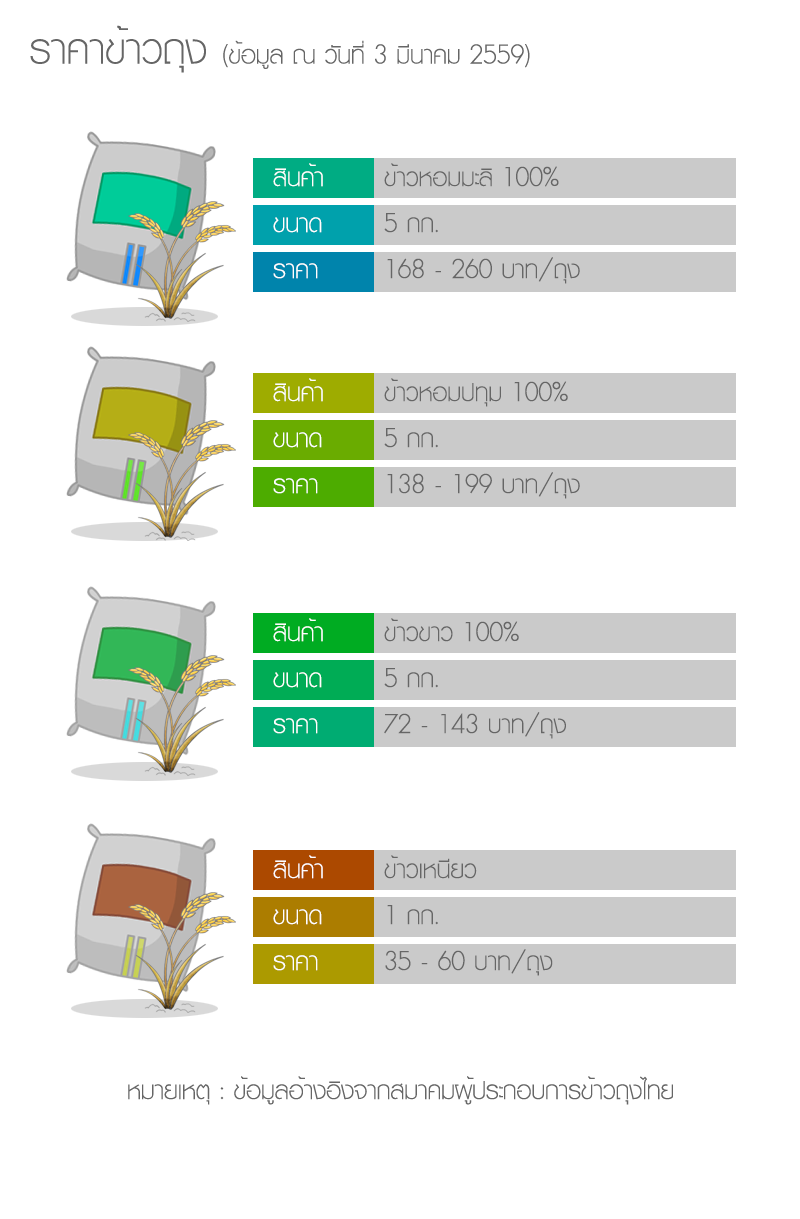 ราคาข้าวถุง (ข้อมูล ณ วันที่ 3 มีนาคม 2559)
สินค้า ข้าวหอมมะลิ 100%
ขนาด 5 กก.
ราคา 168 - 260 บาท/ถุง
สินค้า ข้าวหอมปทุม 100%
ขนาด 5 กก.
ราคา 138 - 199 บาท/ถุง
สินค้า ข้าวขาว 100%
ขนาด 5 กก.
ราคา 72 - 143 บาท/ถุง
สินค้า ข้าวเหนียว
ขนาด 1 กก.
ราคา 35 - 60 บาท/ถุง
หมายเหตุ : ข้อมูลอ้างอิงจากสมาคมผู้ประกอบการข้าวถุงไทย